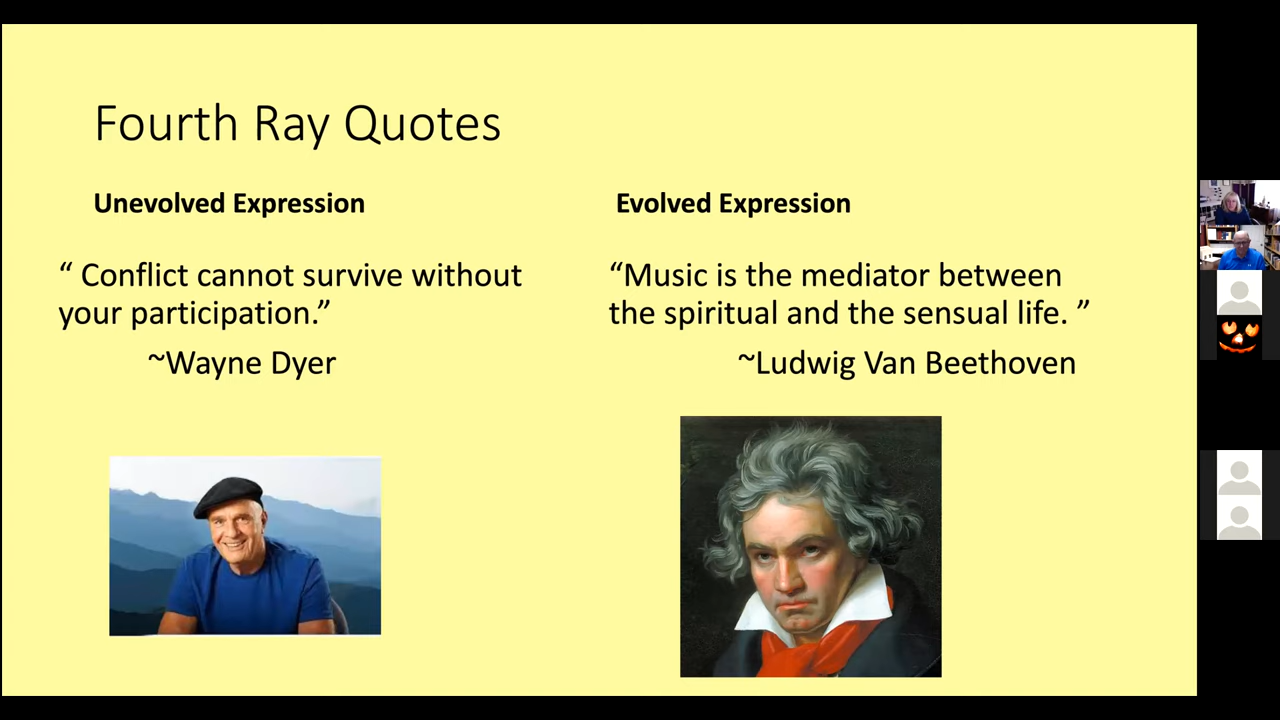 Fourth Ray Quotes
Unevolved Expression
“ Conflict cannot survive without
your participation.”
~Wayne Dyer
Evolved Expression
“Music is the mediator between
the spiritual and the sensual life. ”
~Ludwig Van Beethoven